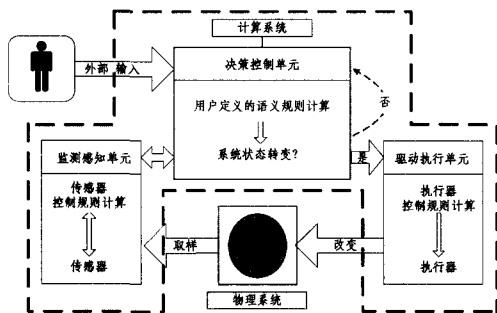 计算系统
外部 输入
决策控制单元
用户定义的语义规则计算
系统状态转变?
否
是
监测感知单元
传感器
控制规则计算
传感器
驱动执行单元
执行器
控制规则计算
执行器
取样
改变
物理系统